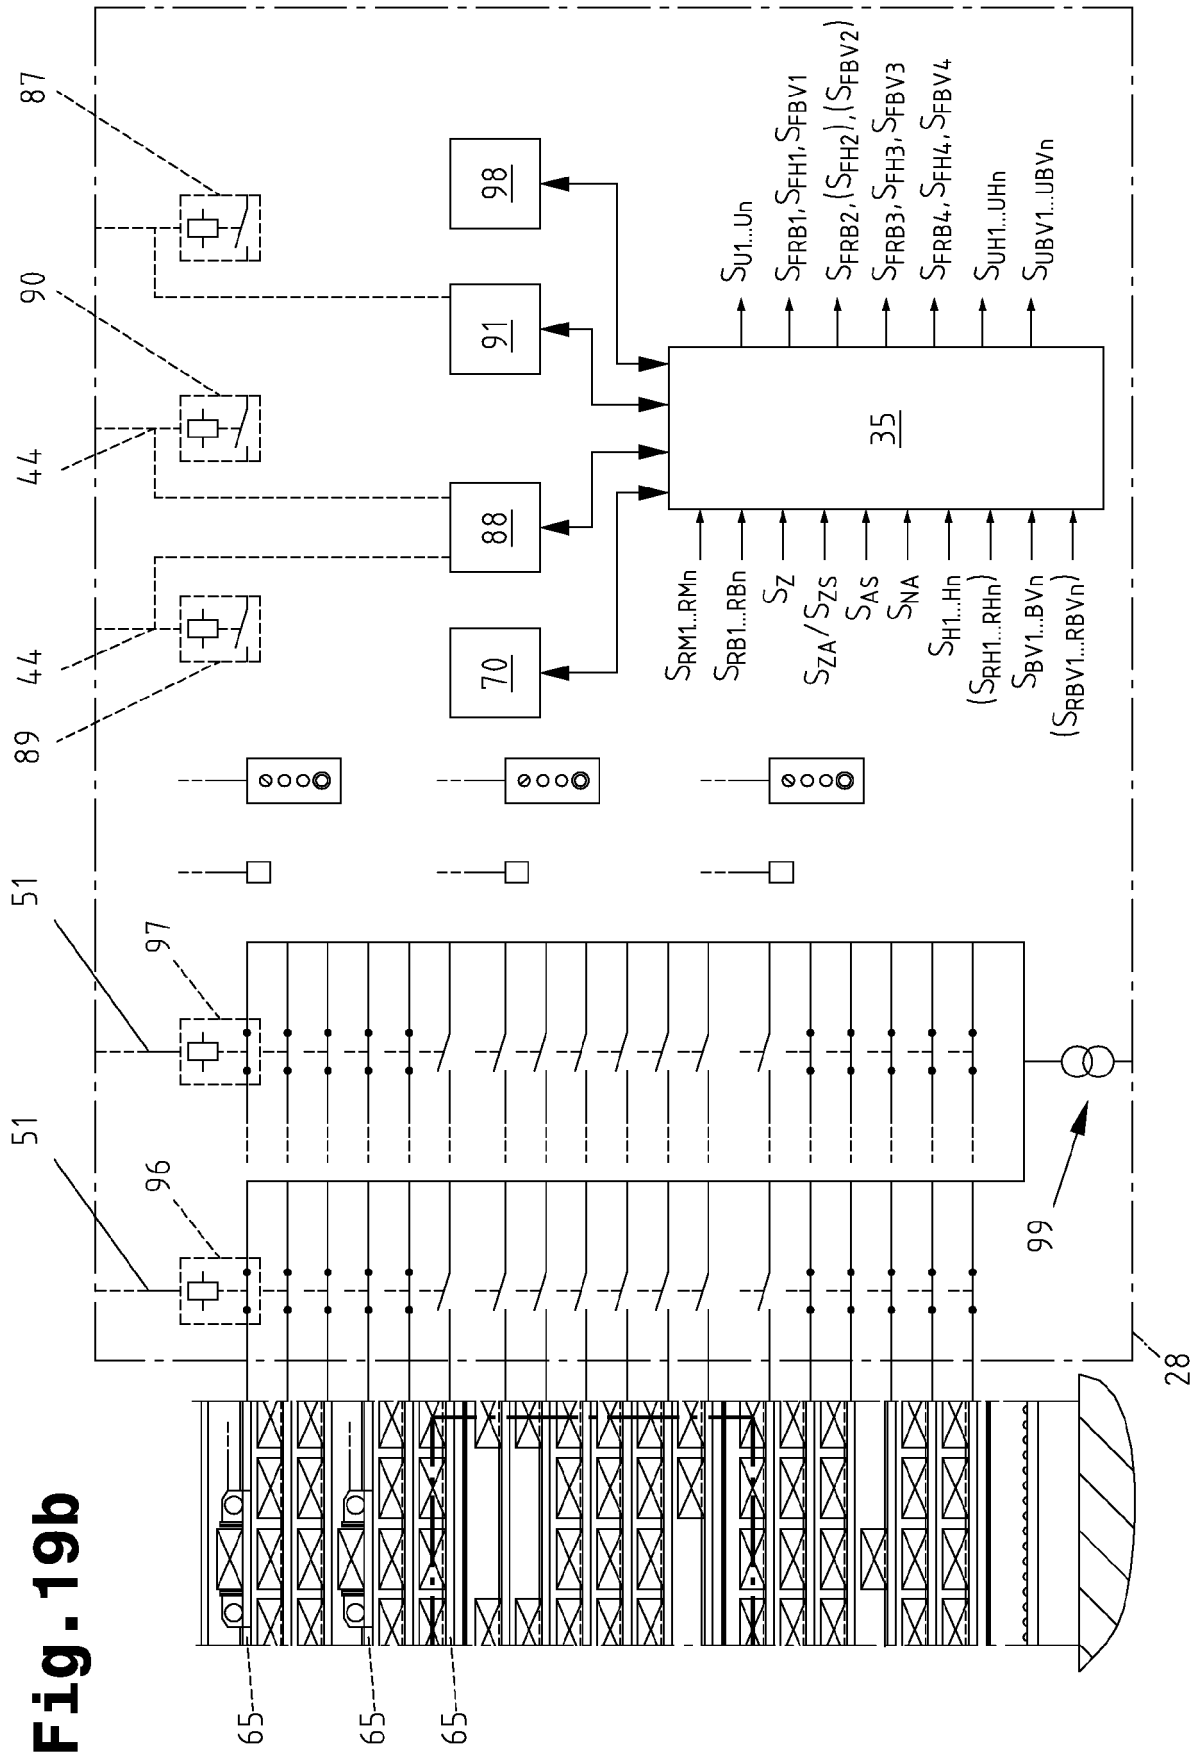 Fig.19b
87
90
44
44
89
51
97
51
96
98
91
88
70
35
SU1...Un
SFRB1,SFH1,SFBV1
SFRB2,(SFH2),(SFBV2)
SFRB3,SFH3,SFBV3
SFRB4,SFH4,SFBV4
SUH1...UHn
SUBV1...UBVn
SRM1...RMn
SRB1...RBn
SZ
SZA/SZS
SAS
SNA
SH1...Hn
(SRH1...RHn)
SBV1...BVn
(SRBV1...RBVn)
99
28
65
65
65